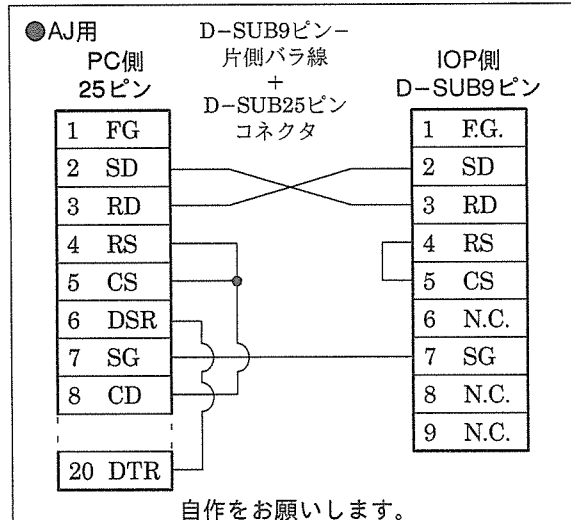 ●AJ用
PC側
25ピン
D-SUB9ピン-
片側バラ線
+
D-SUB25ピン
コネクタ
IOP側
D-SUB9ピン
1 FG
2 SD
3 RD
4 RS
5 CS
6 DSR
7 SG
8 CD
20 DTR
1 F.G.
2 SD
3 RD
4 RS
5 CS
6 N.C.
7 SG
8 N.C.
9 N.C.
自作をお願いします。